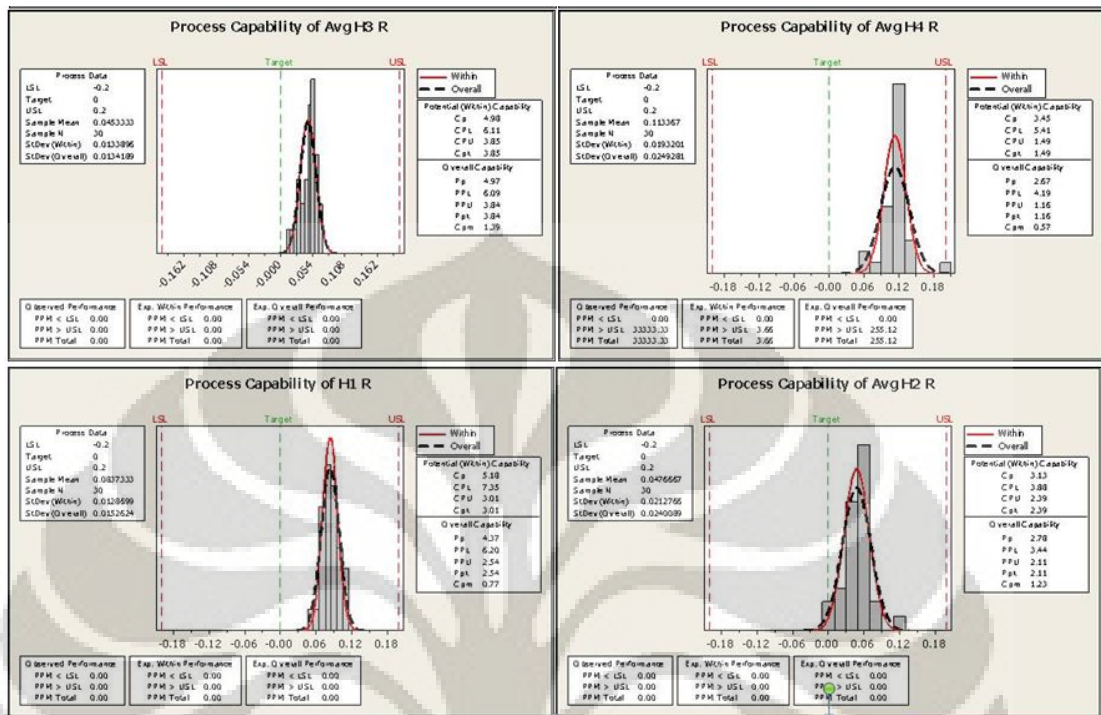 Process Capability of Avg H3 R
LSL Target USL
Process Data
LSL -0.2
Target 0
USL 0.2
Sample Mean 0.0453333
Sample N 30
StDev(Within) 0.0133896
StDev(Overall) 0.0134189
Within
Overall
Potential (Within) Capability
Cp 4.98
CPL 6.11
CPU 3.85
Cpk 3.85
Overall Capability
Pp 4.97
PPL 6.09
PPU 3.84
Ppk 3.84
Cpm 1.39
-0.162 -0.108 -0.054 -0.000 0.054 0.108 0.162
Observed Performance
PPM < LSL 0.00
PPM > USL 0.00
PPM Total 0.00
Exp. Within Performance
PPM < LSL 0.00
PPM > USL 0.00
PPM Total 0.00
Exp. Overall Performance
PPM < LSL 0.00
PPM > USL 0.00
PPM Total 0.00
Process Capability of Avg H4 R
LSL Target USL
Process Data
LSL -0.2
Target 0
USL 0.2
Sample Mean 0.113367
Sample N 30
StDev(Within) 0.0193201
StDev(Overall) 0.0249281
Within
Overall
Potential (Within) Capability
Cp 3.45
CPL 5.41
CPU 1.49
Cpk 1.49
Overall Capability
Pp 2.67
PPL 4.19
PPU 1.16
Ppk 1.16
Cpm 0.57
-0.18 -0.12 -0.06 -0.00 0.06 0.12 0.18
Observed Performance
PPM < LSL 0.00
PPM > USL 33333.33
PPM Total 33333.33
Exp. Within Performance
PPM < LSL 0.00
PPM > USL 3.66
PPM Total 3.66
Exp. Overall Performance
PPM < LSL 0.00
PPM > USL 255.12
PPM Total 255.12
Process Capability of H1 R
LSL Target USL
Process Data
LSL -0.2
Target 0
USL 0.2
Sample Mean 0.0837333
Sample N 30
StDev(Within) 0.0128699
StDev(Overall) 0.0152624
Within
Overall
Potential (Within) Capability
Cp 5.18
CPL 7.35
CPU 3.01
Cpk 3.01
Overall Capability
Pp 4.37
PPL 6.20
PPU 2.54
Ppk 2.54
Cpm 0.77
-0.18 -0.12 -0.06 -0.00 0.06 0.12 0.18
Observed Performance
PPM < LSL 0.00
PPM > USL 0.00
PPM Total 0.00
Exp. Within Performance
PPM < LSL 0.00
PPM > USL 0.00
PPM Total 0.00
Exp. Overall Performance
PPM < LSL 0.00
PPM > USL 0.00
PPM Total 0.00
Process Capability of Avg H2 R
LSL Target USL
Process Data
LSL -0.2
Target 0
USL 0.2
Sample Mean 0.0476667
Sample N 30
StDev(Within) 0.0212766
StDev(Overall) 0.0240089
Within
Overall
Potential (Within) Capability
Cp 3.13
CPL 3.88
CPU 2.39
Cpk 2.39
Overall Capability
Pp 2.78
PPL 3.44
PPU 2.11
Ppk 2.11
Cpm 1.23
-0.18 -0.12 -0.06 0.00 0.06 0.12 0.18
Observed Performance
PPM < LSL 0.00
PPM > USL 0.00
PPM Total 0.00
Exp. Within Performance
PPM < LSL 0.00
PPM > USL 0.00
PPM Total 0.00
Exp. Overall Performance
PPM < LSL 0.00
> USL 0.00
PPM Total 0.00